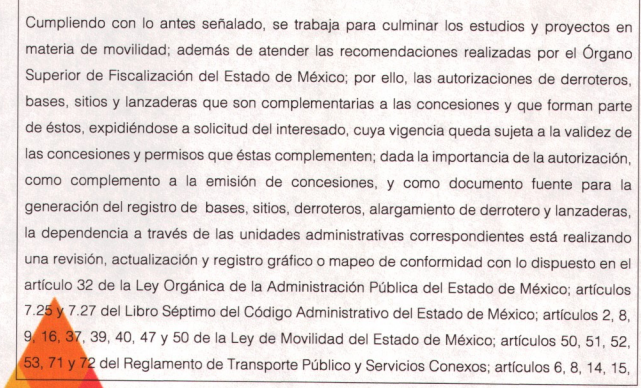 Cumpliendo con lo antes señalado, se trabaja para culminar los estudios y proyectos en
materia de movilidad; además de atender las recomendaciones realizadas por el Órgano
Superior de Fiscalización del Estado de México; por ello, las autorizaciones de derroteros,
bases, sitios y lanzaderas que son complementarias a las concesiones y que forman parte
de éstos, expidiéndose a solicitud del interesado, cuya vigencia queda sujeta a la validez de
las concesiones y permisos que éstas complementen; dada la importancia de la autorización,
como complemento a la emisión de concesiones, y como documento fuente para la
generación del registro de bases, sitios, derroteros, alargamiento de derrotero y lanzaderas,
la dependencia a través de las unidades administrativas correspondientes está realizando
una revisión, actualización y registro gráfico o mapeo de conformidad con lo dispuesto en el
artículo 32 de la Ley Orgánica de la Administración Pública del Estado de México; artículos
7.25 y 7.27 del Libro Séptimo del Código Administrativo del Estado de México; artículos 2, 8,
9, 16, 37, 39, 40, 47 y 50 de la Ley de Movilidad del Estado de México; artículos 50, 51, 52,
53, 71 y 72 del Reglamento de Transporte Público y Servicios Conexos; artículos 6, 8, 14, 15,